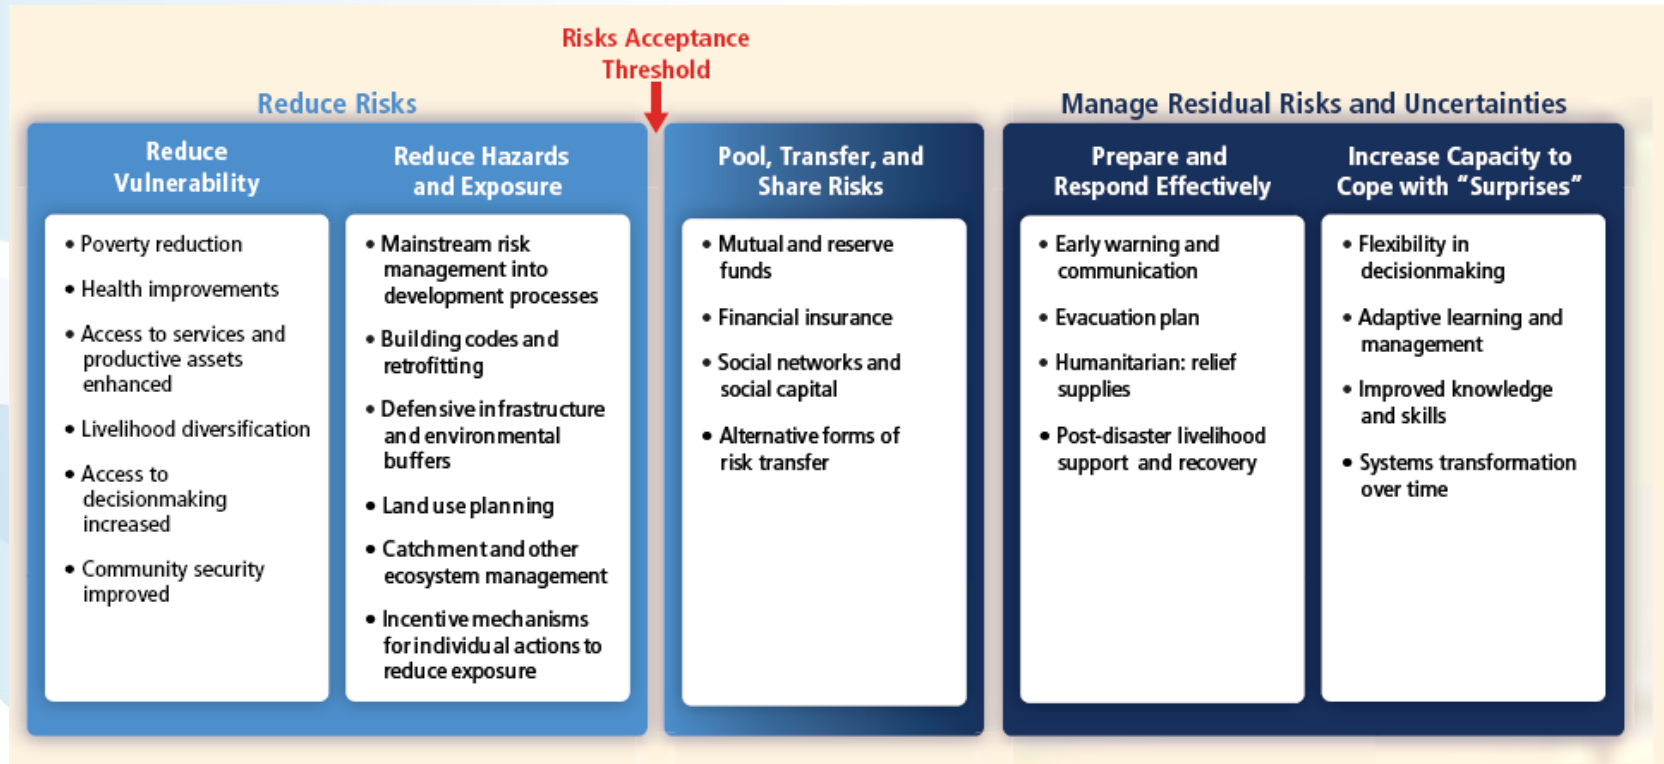 Risks Acceptance
Threshold
Reduce Risks
Manage Residual Risks and Uncertainties
Reduce
Vulnerability
• Poverty reduction
• Health improvements
• Access to services and
productive assets
enhanced
• Livelihood diversification
• Access to
decisionmaking
increased
• Community security
improved
Reduce Hazards
and Exposure
• Mainstream risk
management into
development processes
• Building codes and
retrofitting
• Defensive infrastructure
and environmental
buffers
• Land use planning
• Catchment and other
ecosystem management
• Incentive mechanisms
for individual actions to
reduce exposure
Pool, Transfer, and
Share Risks
• Mutual and reserve
funds
• Financial insurance
• Social networks and
social capital
• Alternative forms of
risk transfer
Prepare and
Respond Effectively
• Early warning and
communication
• Evacuation plan
• Humanitarian: relief
supplies
• Post-disaster livelihood
support and recovery
Increase Capacity to
Cope with “Surprises”
• Flexibility in
decisionmaking
• Adaptive learning and
management
• Improved knowledge
and skills
• Systems transformation
over time